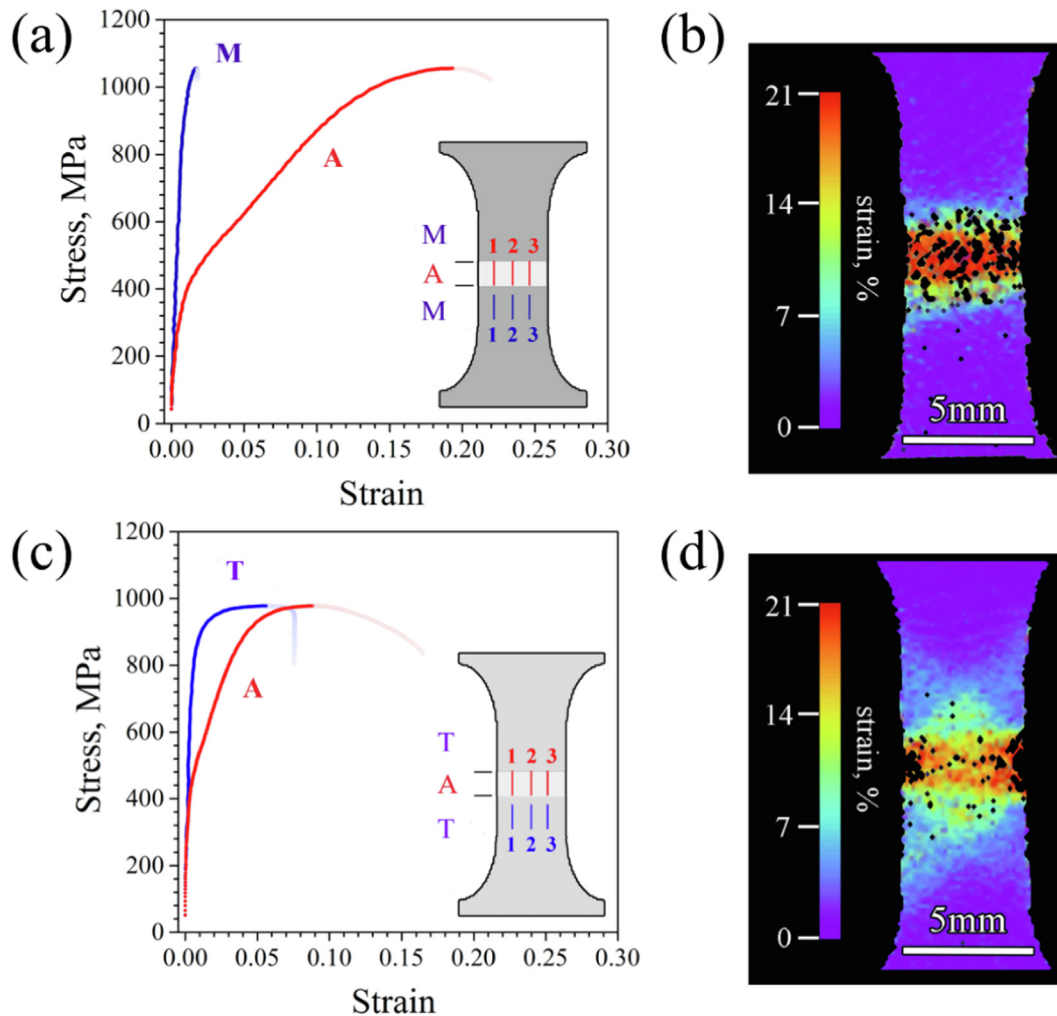 (a)
1200
1000
800
600
400
200
0
Stress, MPa
M
A
M
A
M
1 2 3
1 2 3
0.00 0.05 0.10 0.15 0.20 0.25 0.30
Strain
(b)
21
14
7
0
strain, %
5mm
(c)
1200
1000
800
600
400
200
0
Stress, MPa
T
A
T
A
T
1 2 3
1 2 3
0.00 0.05 0.10 0.15 0.20 0.25 0.30
Strain
(d)
21
14
7
0
strain, %
5mm